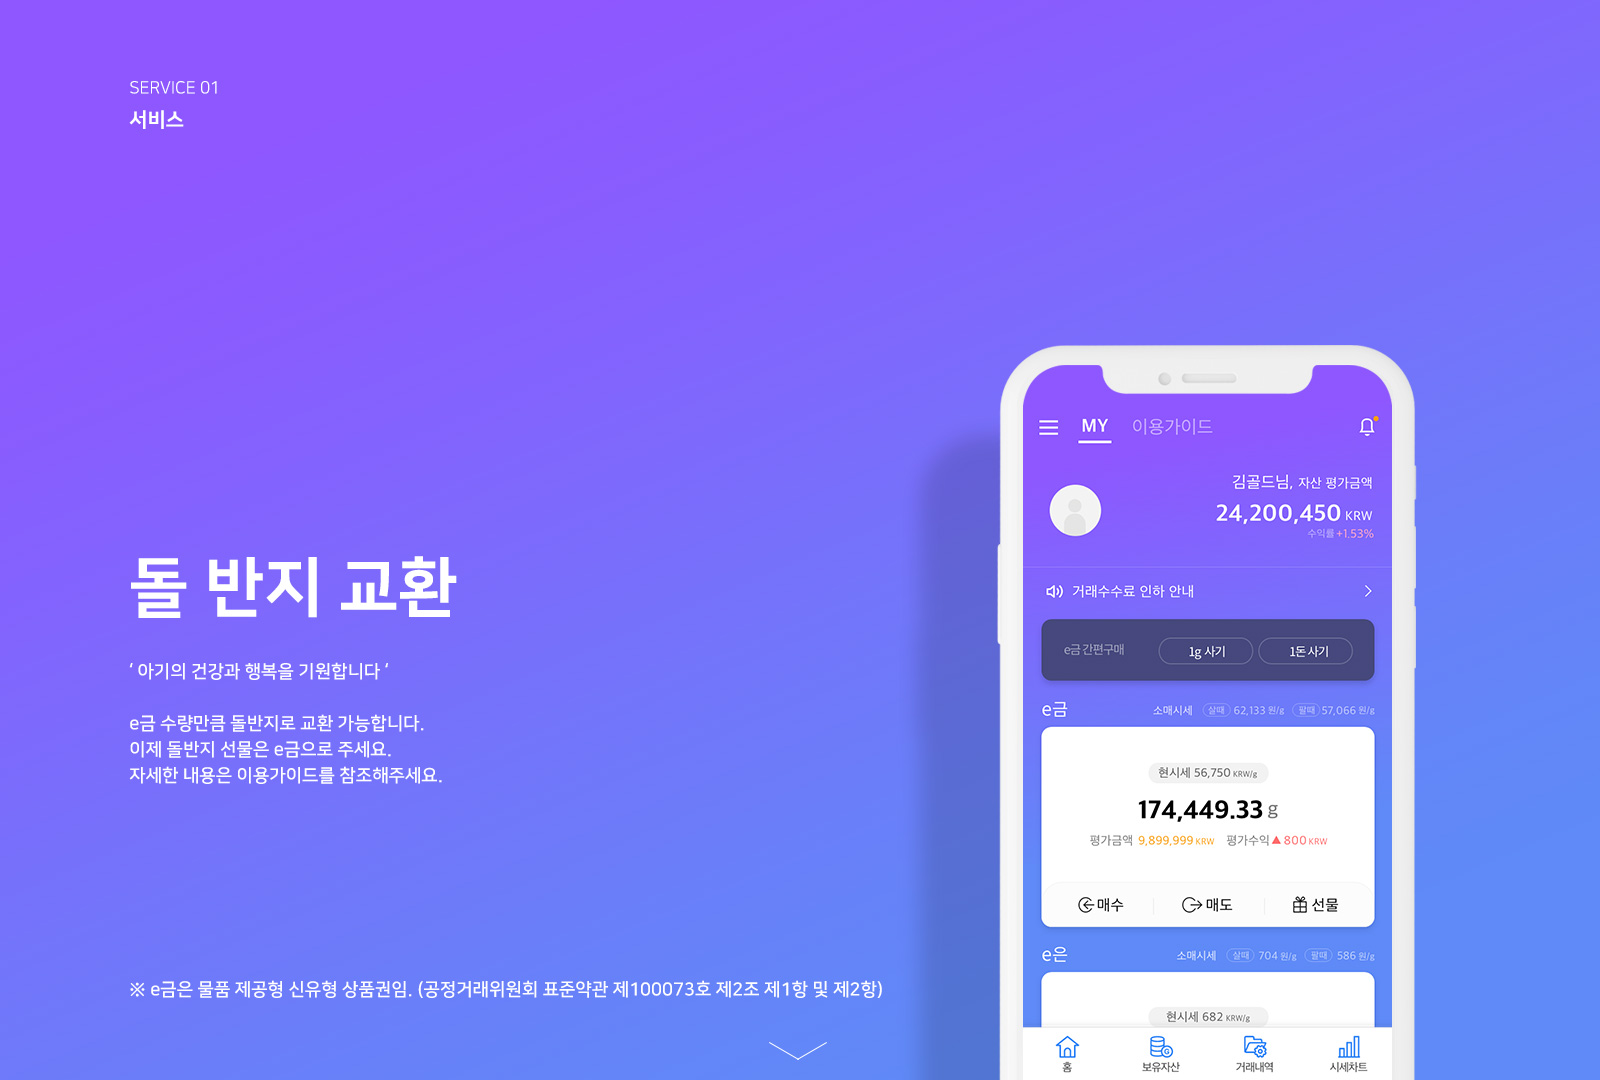 SERVICE 01
서비스
돌 반지 교환
‘ 아기의 건강과 행복을 기원합니다 ‘
e금 수량만큼 돌반지로 교환 가능합니다.
이제 돌반지 선물은 e금으로 주세요.
자세한 내용은 이용가이드를 참조해주세요.
※ e금은 물품 제공형 신유형 상품권임. (공정거래위원회 표준약관 제100073호 제2조 제1항 및 제2항)
MY 이용가이드
김골드님, 자산 평가금액
24,200,450 KRW
수익률 +1.53%
거래수수료 인하 안내
e금 간편구매 1g 사기 1돈 사기
e금 소매시세 살때 62,133 원/g 팔때 57,066 원/g
현시세 56,750 KRW/g
174,449.33 g
평가금액 9,899,999 KRW 평가수익 ▲ 800 KRW
매수 매도 선물
e은 소매시세 살때 704 원/g 팔때 586 원/g
현시세 682 KRW/g
홈 보유자산 거래내역 시세차트